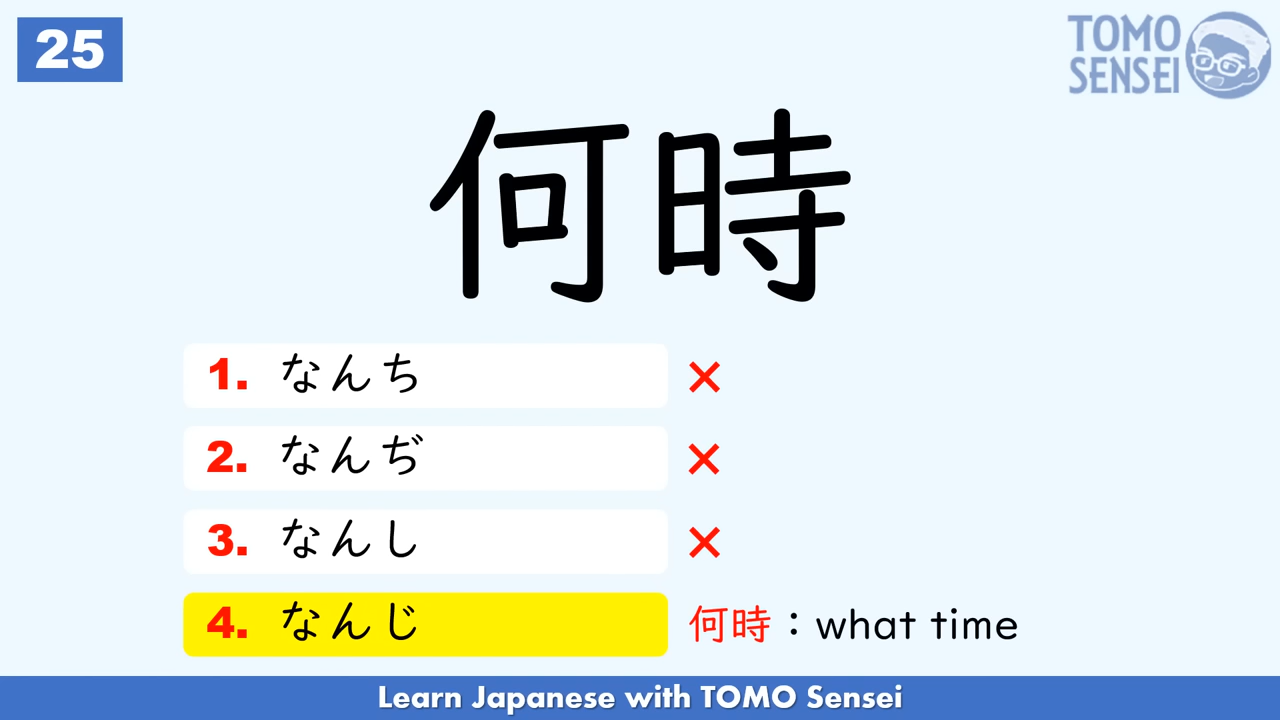 25
TOMO
SENSEI
何時
1. なんち ×
2. なんぢ ×
3. なんし ×
4. なんじ 何時：what time
Learn Japanese with TOMO Sensei